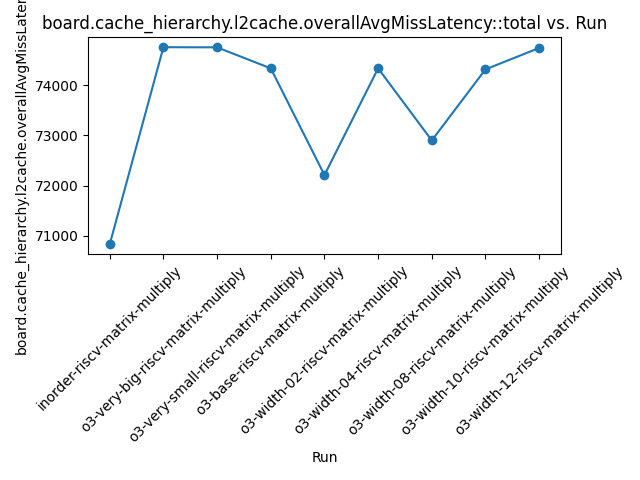 board.cache_hierarchy.l2cache.overallAvgMissLatency::total vs. Run
board.cache_hierarchy.l2cache.overallAvgMissLaten
74000
73000
72000
71000
inorder-riscv-matrix-multiply
o3-very-big-riscv-matrix-multiply
o3-very-small-riscv-matrix-multiply
o3-base-riscv-matrix-multiply
o3-width-02-riscv-matrix-multiply
o3-width-04-riscv-matrix-multiply
o3-width-08-riscv-matrix-multiply
o3-width-10-riscv-matrix-multiply
o3-width-12-riscv-matrix-multiply
Run